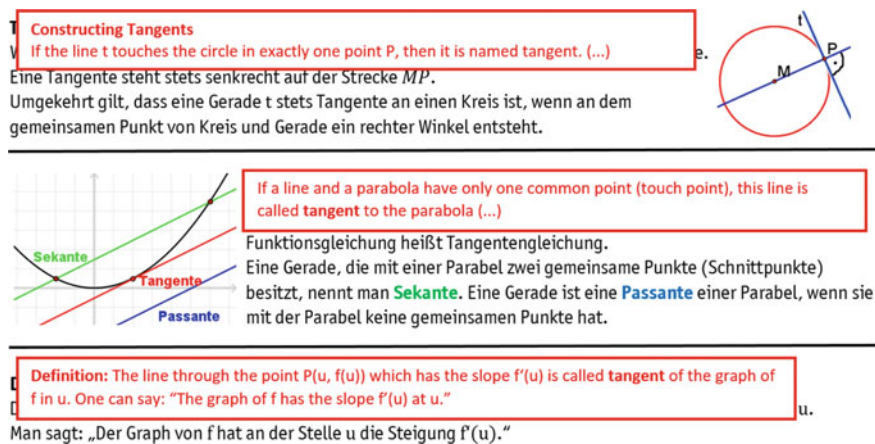 Constructing Tangents
If the line t touches the circle in exactly one point P, then it is named tangent. (...)
e.
Eine Tangente steht stets senkrecht auf der Strecke MP.
Umgekehrt gilt, dass eine Gerade t stets Tangente an einen Kreis ist, wenn an dem
gemeinsamen Punkt von Kreis und Gerade ein rechter Winkel entsteht.
t
P
M
Sekante
Tangente
Passante
If a line and a parabola have only one common point (touch point), this line is
called tangent to the parabola (...)
Funktionsgleichung heißt Tangentengleichung.
Eine Gerade, die mit einer Parabel zwei gemeinsame Punkte (Schnittpunkte)
besitzt, nennt man Sekante. Eine Gerade ist eine Passante einer Parabel, wenn sie
mit der Parabel keine gemeinsamen Punkte hat.
Definition: The line through the point P(u, f(u)) which has the slope f'(u) is called tangent of the graph of
f in u. One can say: "The graph of f has the slope f'(u) at u."
u.
Man sagt: „Der Graph von f hat an der Stelle u die Steigung f'(u).“